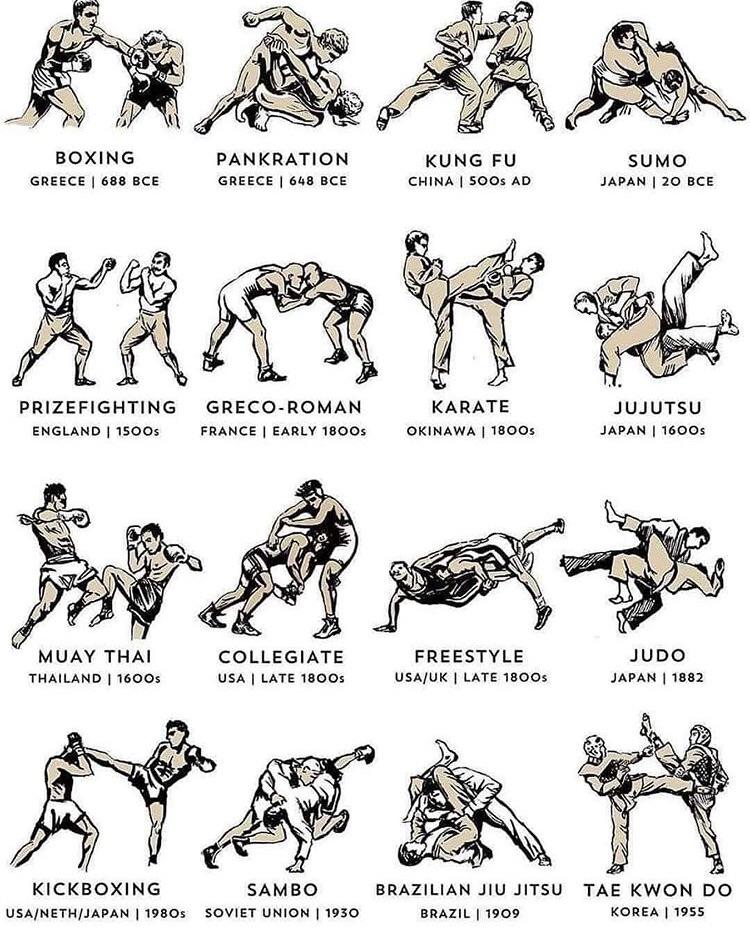 BOXING
GREECE | 688 BCE
PANKRATION
GREECE | 648 BCE
KUNG FU
CHINA | 500s AD
SUMO
JAPAN | 20 BCE
PRIZEFIGHTING
ENGLAND | 1500s
GRECO-ROMAN
FRANCE | EARLY 1800s
KARATE
OKINAWA | 1800s
JUJUTSU
JAPAN | 1600s
MUAY THAI
THAILAND | 1600s
COLLEGIATE
USA | LATE 1800s
FREESTYLE
USA/UK | LATE 1800s
JUDO
JAPAN | 1882
KICKBOXING
USA/NETH/JAPAN | 1980s
SAMBO
SOVIET UNION | 1930
BRAZILIAN JIU JITSU
BRAZIL | 1909
TAE KWON DO
KOREA | 1955